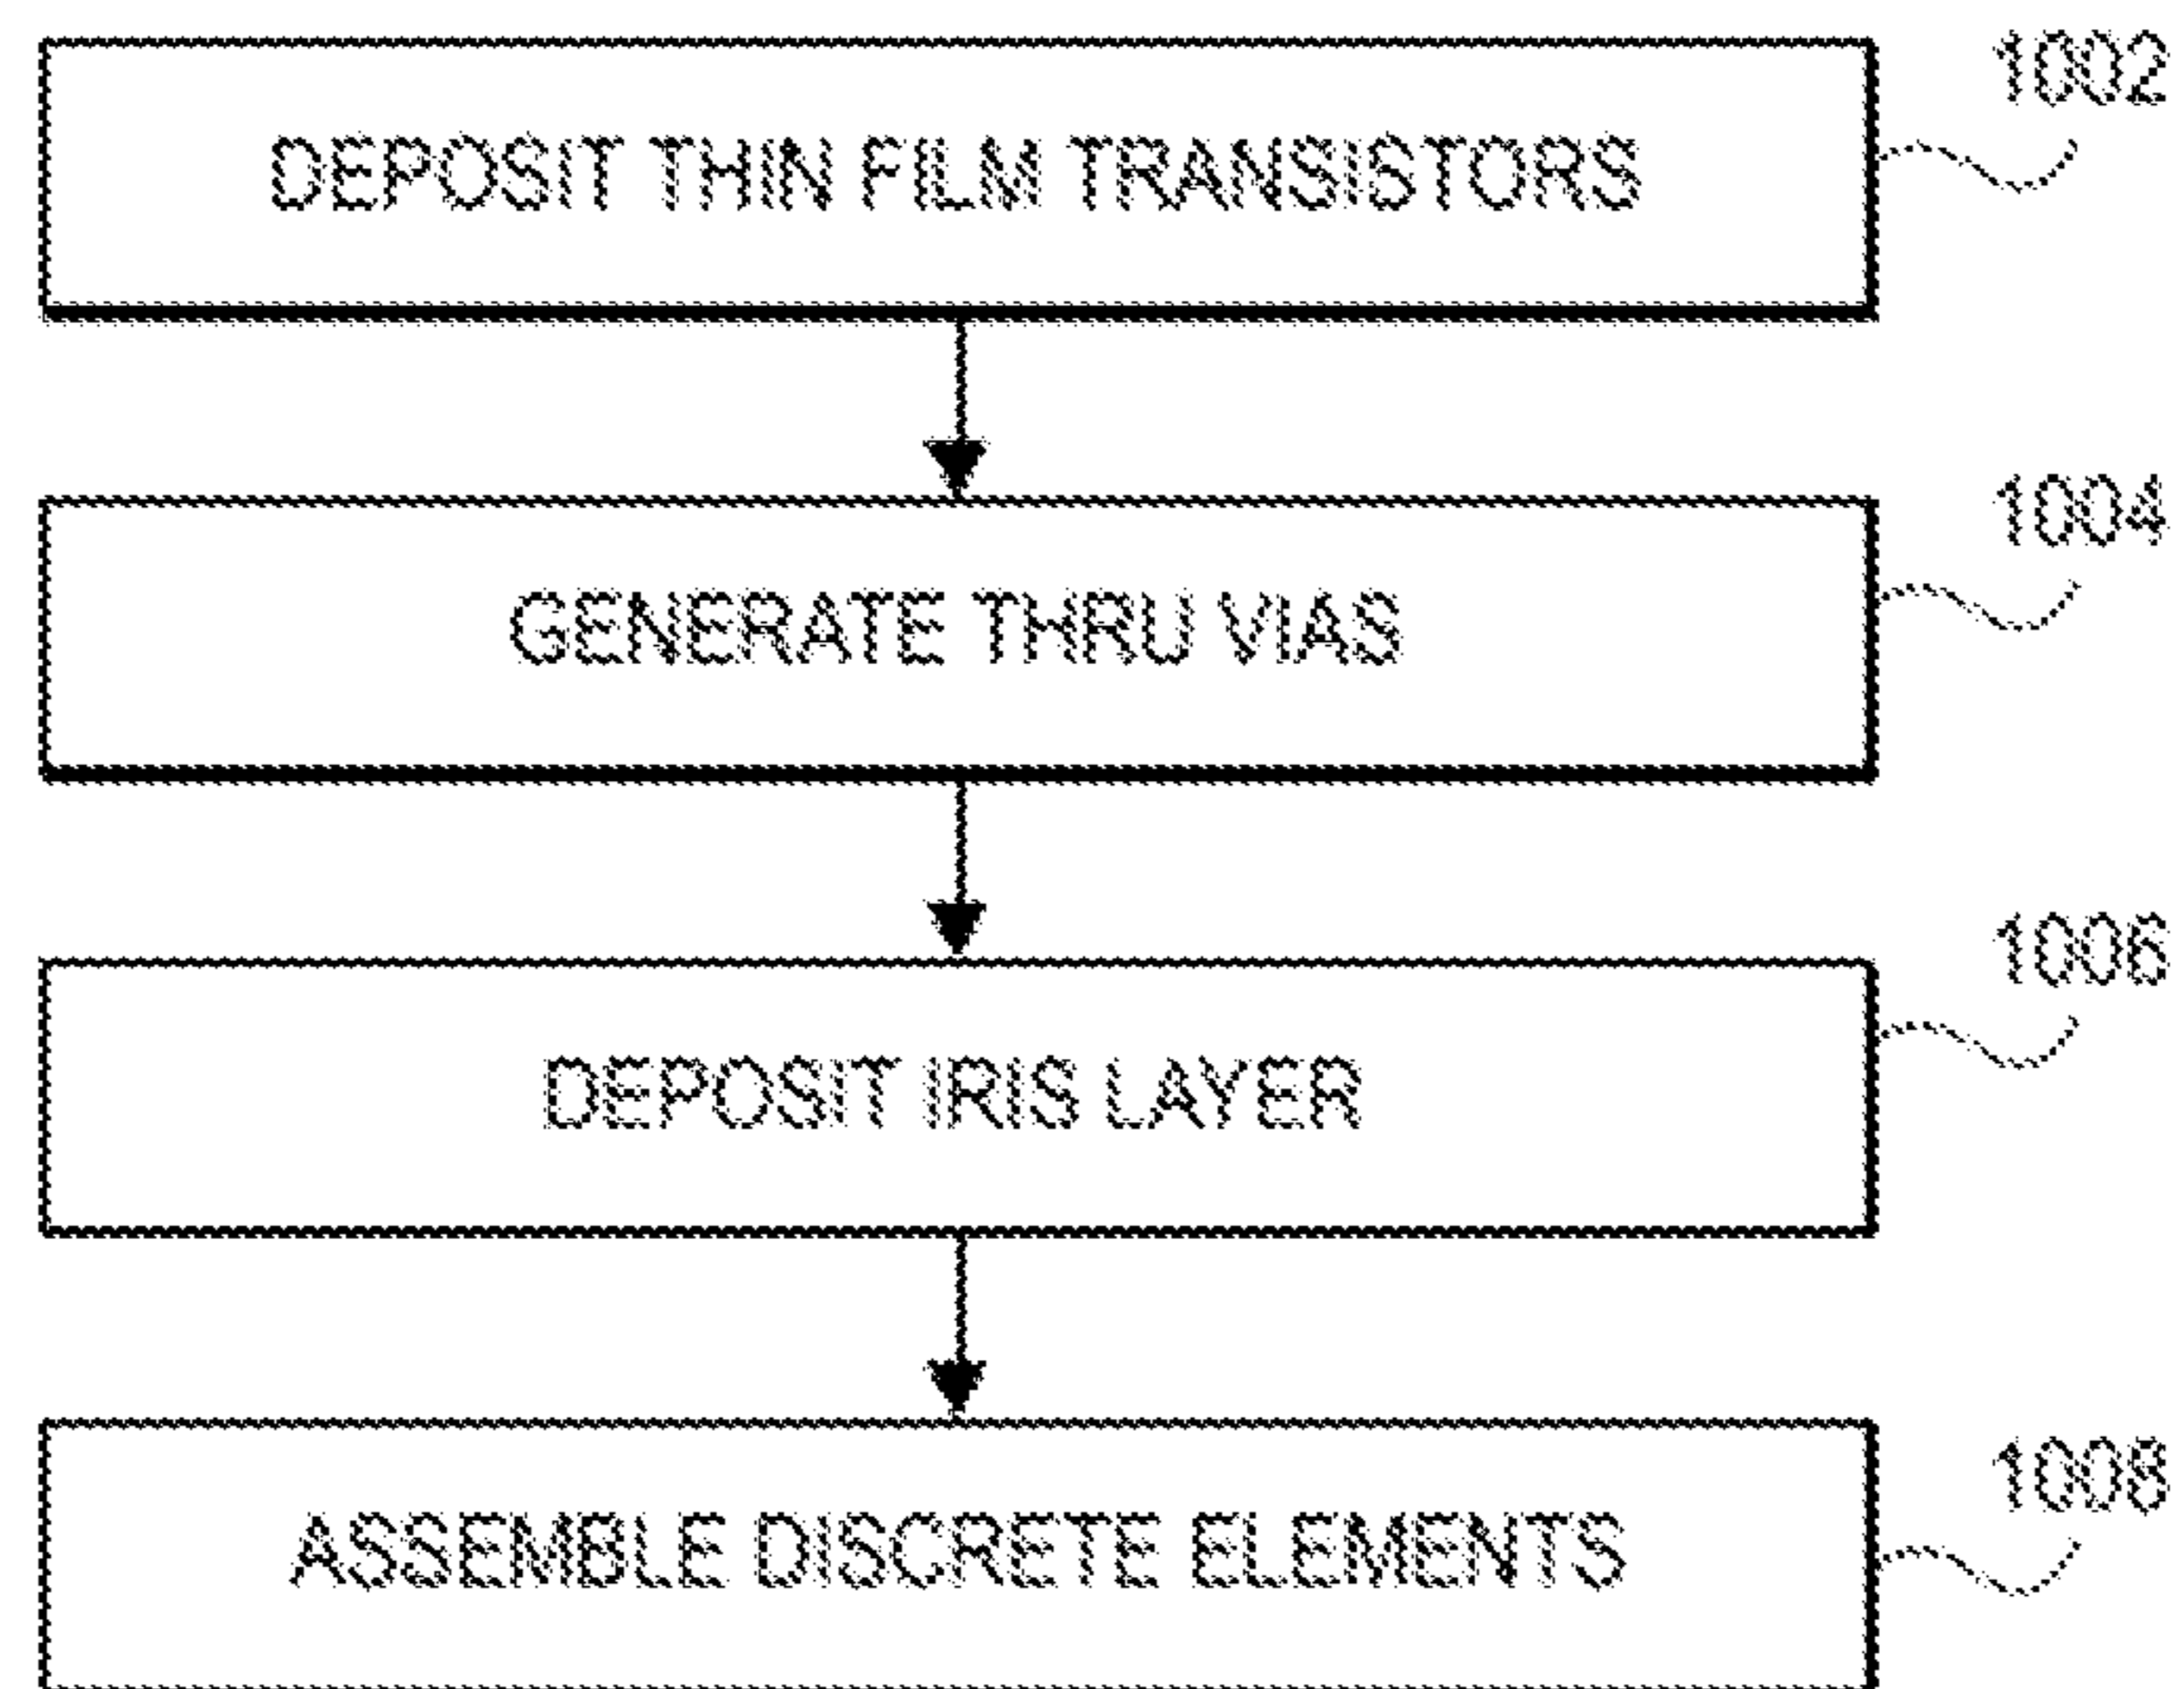 1002
DEPOSIT THIN FILM TRANSISTORS
1004
GENERATE THRU VIAS
1006
DEPOSIT IRIS LAYER
1008
ASSEMBLE DISCRETE ELEMENTS